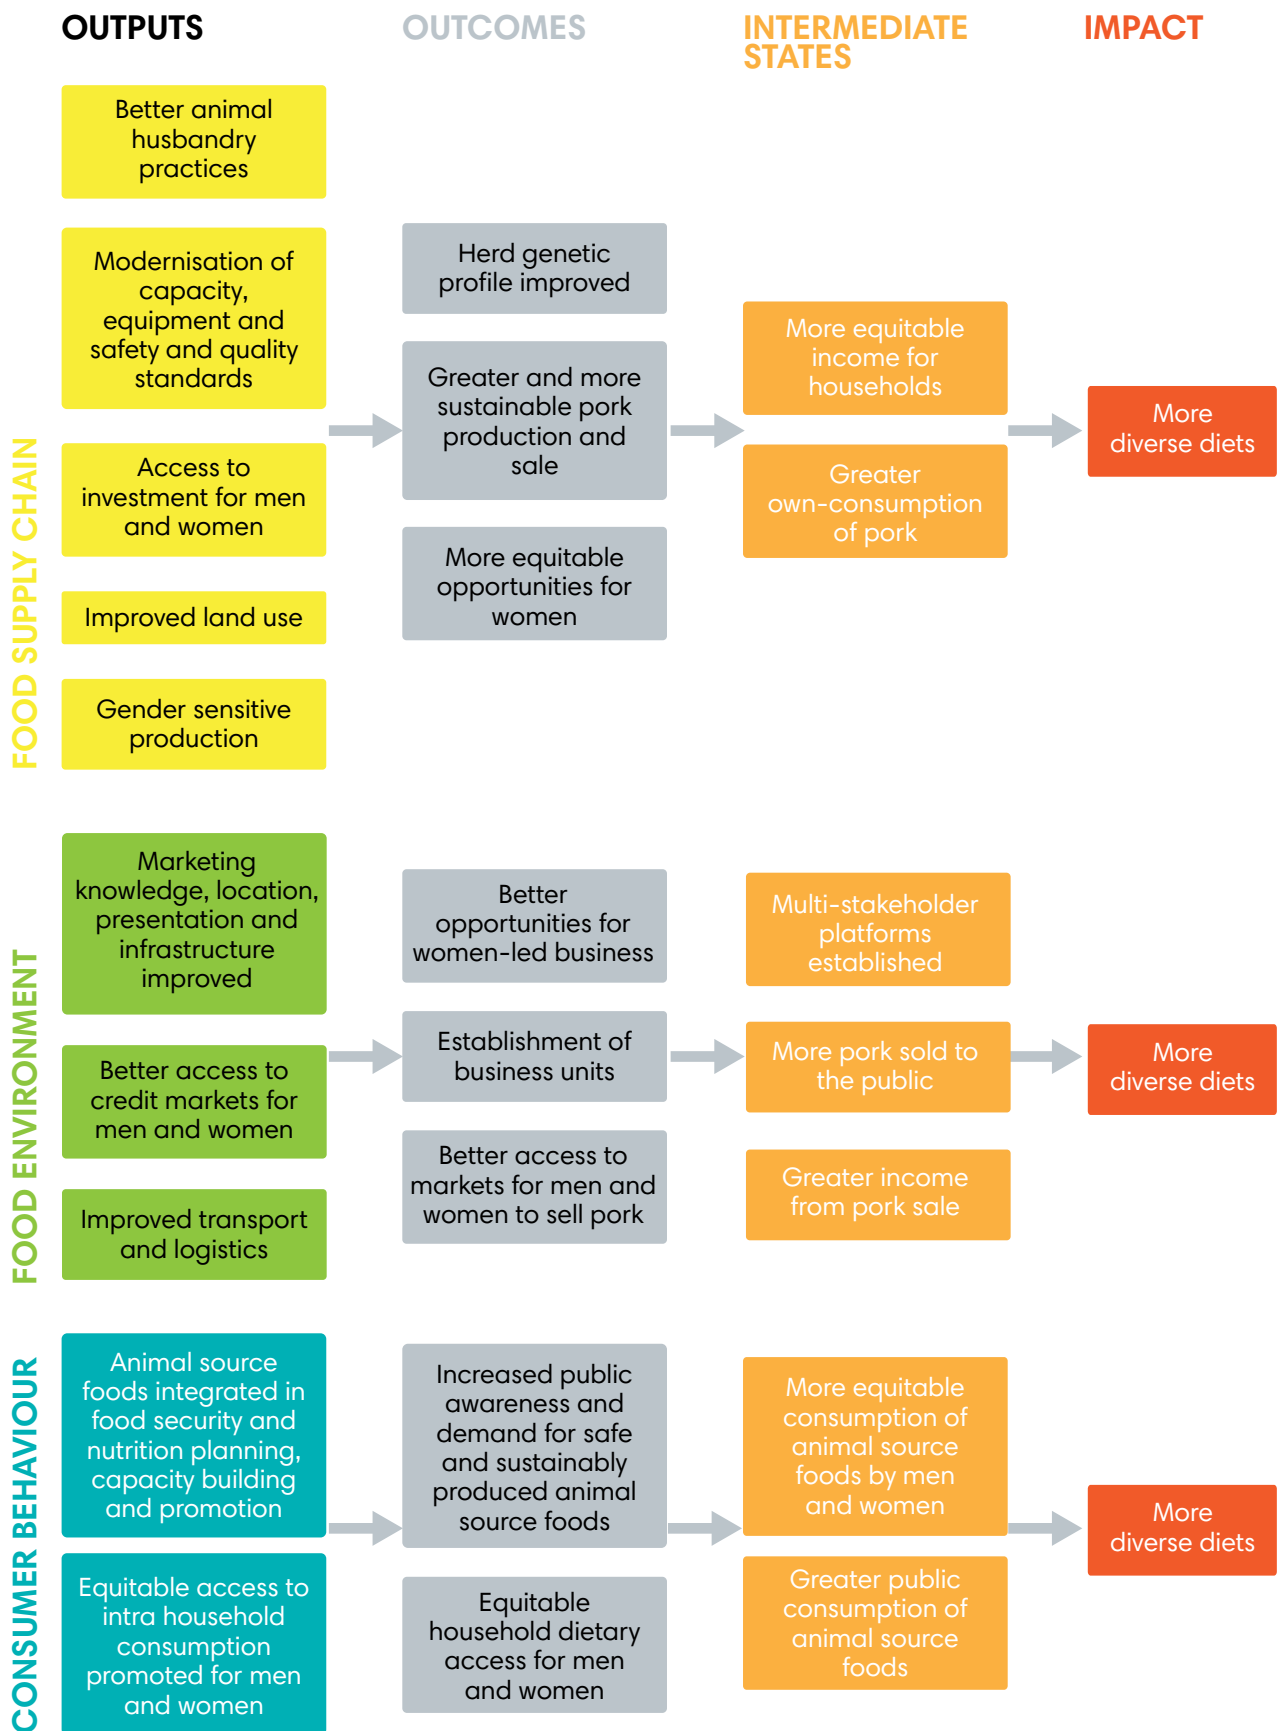 OUTPUTS
OUTCOMES
INTERMEDIATE
STATES
IMPACT
FOOD SUPPLY CHAIN
Better animal
husbandry
practices
Modernisation of
capacity,
equipment and
safety and quality
standards
Access to
investment for men
and women
Improved land use
Gender sensitive
production
Herd genetic
profile improved
Greater and more
sustainable pork
production and
sale
More equitable
opportunities for
women
More equitable
income for
households
Greater
own-consumption
of pork
More
diverse diets
FOOD ENVIRONMENT
Marketing
knowledge, location,
presentation and
infrastructure
improved
Better access to
credit markets for
men and women
Improved transport
and logistics
Better
opportunities for
women-led business
Establishment of
business units
Better access to
markets for men and
women to sell pork
Multi-stakeholder
platforms
established
More pork sold to
the public
Greater income
from pork sale
More
diverse diets
CONSUMER BEHAVIOUR
Animal source
foods integrated in
food security and
nutrition planning,
capacity building
and promotion
Equitable access to
intra household
consumption
promoted for men
and women
Increased public
awareness and
demand for safe
and sustainably
produced animal
source foods
Equitable
household dietary
access for men
and women
More equitable
consumption of
animal source
foods by men
and women
Greater public
consumption of
animal source
foods
More
diverse diets